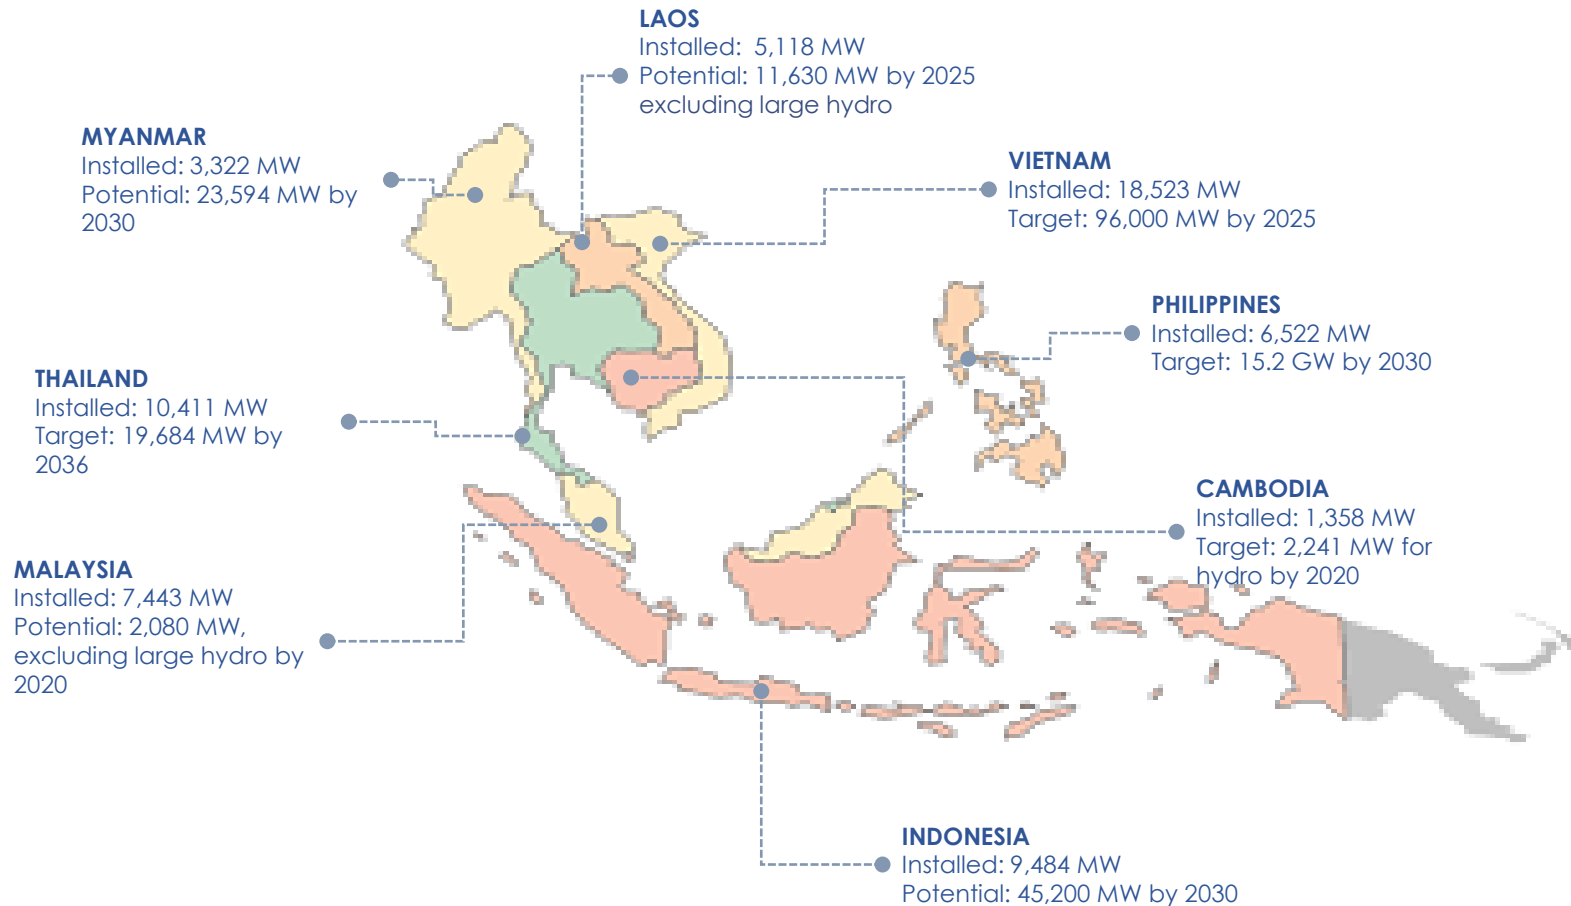 LAOS
Installed:  5,118 MW
Potential: 11,630 MW by 2025
excluding large hydro
MYANMAR
Installed: 3,322 MW
Potential: 23,594 MW by
2030
VIETNAM
Installed: 18,523 MW
Target: 96,000 MW by 2025
PHILIPPINES
Installed: 6,522 MW
Target: 15.2 GW by 2030
THAILAND
Installed: 10,411 MW
Target: 19,684 MW by
2036
CAMBODIA
Installed: 1,358 MW
Target: 2,241 MW for
hydro by 2020
MALAYSIA
Installed: 7,443 MW
Potential: 2,080 MW,
excluding large hydro by
2020
INDONESIA
Installed: 9,484 MW
Potential: 45,200 MW by 2030